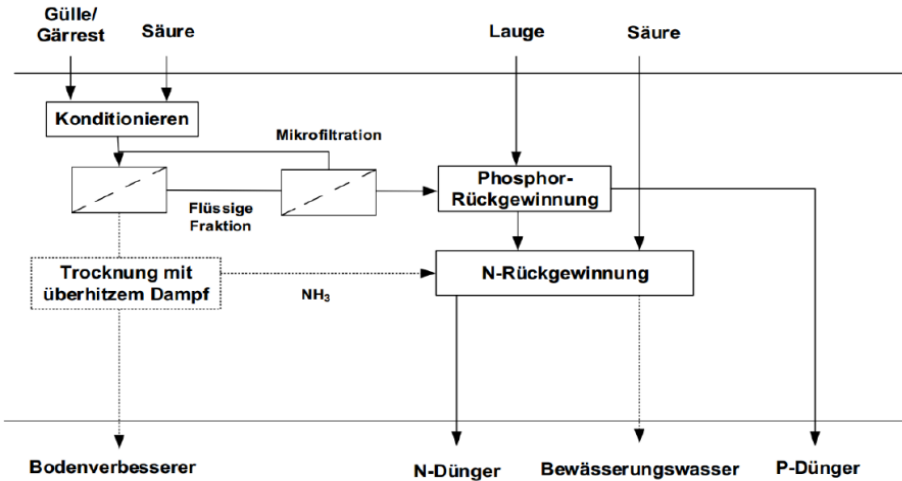 Gülle/
Gärrest
Säure
Lauge
Säure
Konditionieren
Mikrofiltration
Flüssige
Fraktion
Phosphor-
Rückgewinnung
Trocknung mit
überhitzem Dampf
NH₃
N-Rückgewinnung
Bodenverbesserer
N-Dünger
Bewässerungswasser
P-Dünger